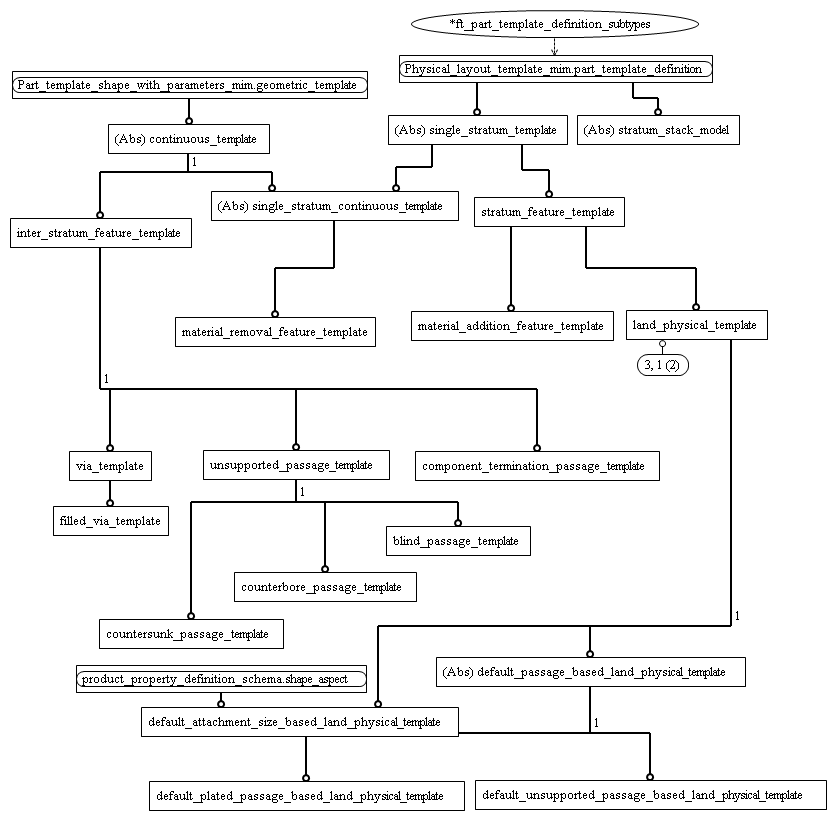 *ft_part_template_definition_subtypes
Physical_layout_template_mim.part_template_definition
Part_template_shape_with_parameters_mim.geometric_template
(Abs) continuous_template
(Abs) single_stratum_template
(Abs) stratum_stack_model
1
(Abs) single_stratum_continuous_template
stratum_feature_template
inter_stratum_feature_template
material_removal_feature_template
material_addition_feature_template
land_physical_template
3, 1 (2)
1
via_template
unsupported_passage_template
component_termination_passage_template
1
filled_via_template
blind_passage_template
counterbore_passage_template
countersunk_passage_template
1
product_property_definition_schema.shape_aspect
(Abs) default_passage_based_land_physical_template
default_attachment_size_based_land_physical_template
1
default_plated_passage_based_land_physical_template
default_unsupported_passage_based_land_physical_template